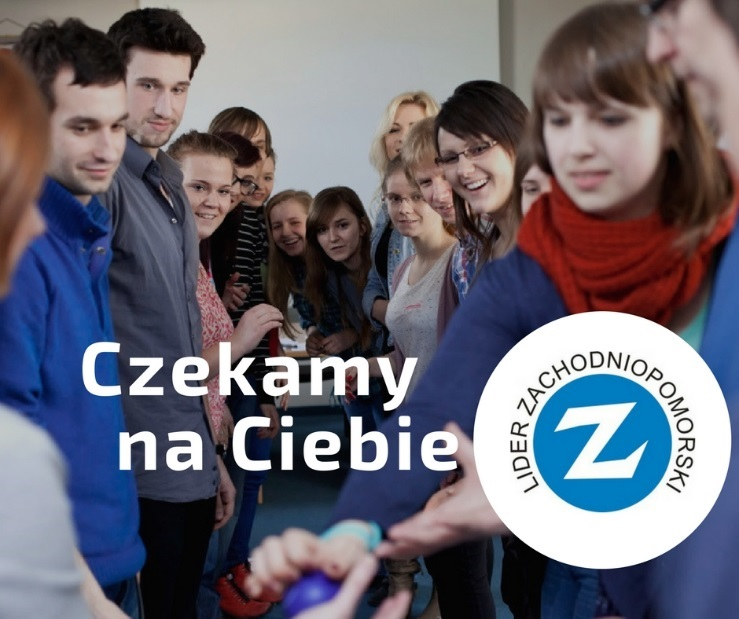 Czekamy
na Ciebie
LIDER ZACHODNIOPOMORSKI
Z